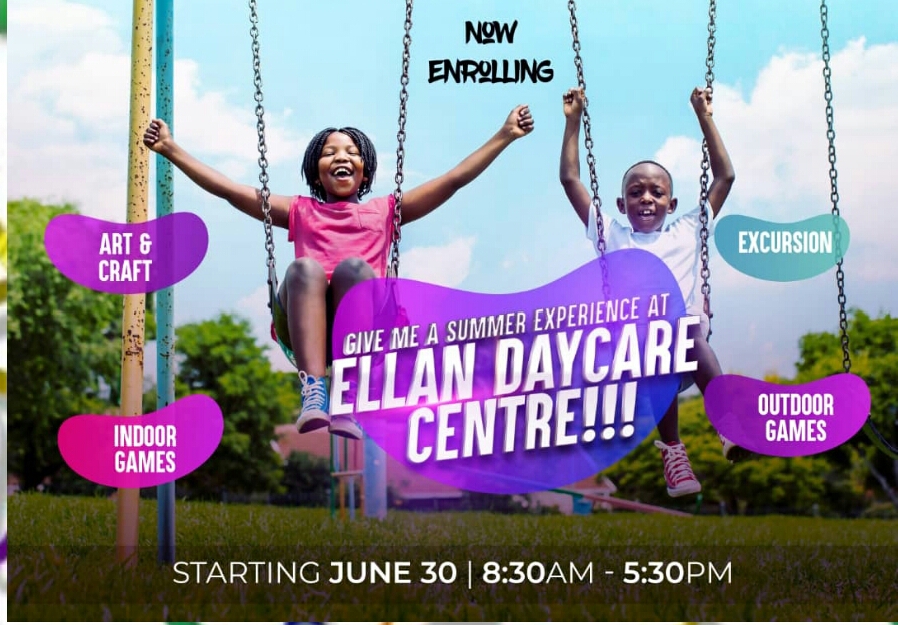 NOW
ENROLLING
ART &
CRAFT
EXCURSION
GIVE ME A SUMMER EXPERIENCE AT
ELLAN DAYCARE
CENTRE!!!
INDOOR
GAMES
OUTDOOR
GAMES
STARTING JUNE 30 | 8:30AM - 5:30PM